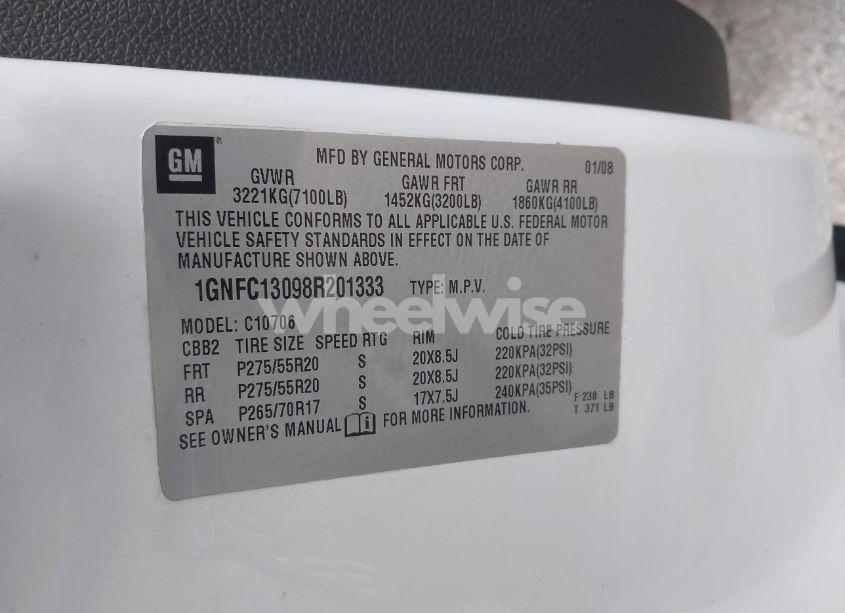 GM ®
MFD BY GENERAL MOTORS CORP. 01/08
GVWR GAWR FRT GAWR RR
3221KG(7100LB) 1452KG(3200LB) 1860KG(4100LB)
THIS VEHICLE CONFORMS TO ALL APPLICABLE U.S. FEDERAL MOTOR
VEHICLE SAFETY STANDARDS IN EFFECT ON THE DATE OF
MANUFACTURE SHOWN ABOVE.
1GNFC13098R201333 TYPE: M.P.V.
wheelwise
MODEL: C10706
CBB2 TIRE SIZE SPEED RTG RIM COLD TIRE PRESSURE
FRT P275/55R20 S 20X8.5J 220KPA(32PSI)
RR P275/55R20 S 20X8.5J 220KPA(32PSI)
SPA P265/70R17 S 17X7.5J 240KPA(35PSI)
F 238 LB
T 371 LB
SEE OWNER'S MANUAL i FOR MORE INFORMATION.